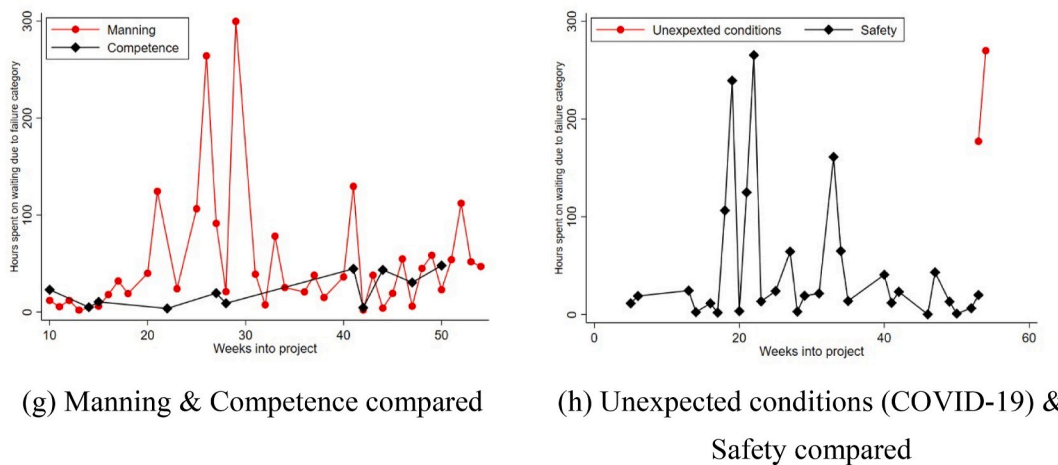 Manning
Competence
Hours spent on waiting due to failure category
300
200
100
0
10
20
30
40
50
Weeks into project
(g) Manning & Competence compared
Unexpexted conditions
Safety
Hours spent on waiting due to failure category
300
200
100
0
0
20
40
60
Weeks into project
(h) Unexpected conditions (COVID-19) &
Safety compared